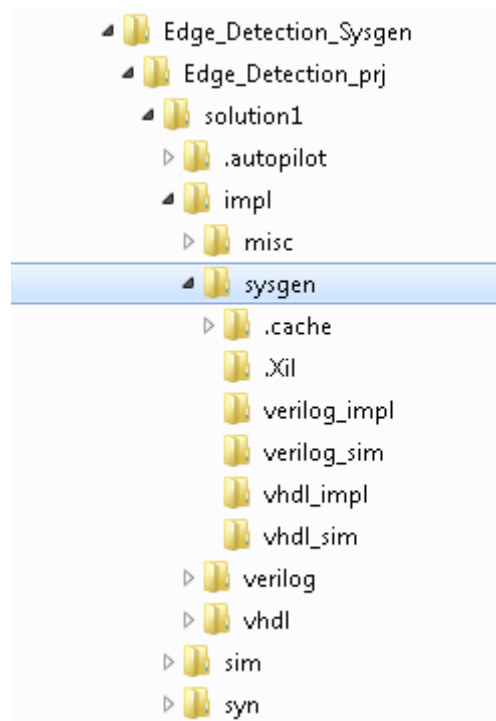 Edge_Detection_Sysgen
Edge_Detection_prj
solution1
.autopilot
impl
misc
sysgen
.cache
.Xil
verilog_impl
verilog_sim
vhdl_impl
vhdl_sim
verilog
vhdl
sim
syn